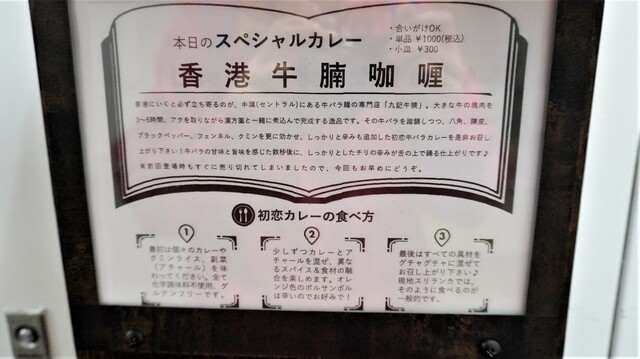 本日のスペシャルカレー
・合いがけOK
・単品 ¥1000(税込)
・小皿 ¥300
香港牛腩咖喱
香港にいくと必ず立ち寄るのが、中環(セントラル)にある牛バラ麺の専門店「九記牛腩」。大きな牛の塊肉を
3～5時間、アクを取りながら漢方薬と一緒に煮込んで完成する逸品です。その牛バラを踏襲しつつ、八角、陳皮、
ブラックペッパー、フェンネル、クミンを更に効かせ、しっかりと辛みも追加した初恋牛バラカレーを是非お召し
上がり下さい！牛バラの甘味と旨味を感じた数秒後に、しっかりとしたチリの辛みが舌の上で踊る仕上がりです♪
※前回登場時もすぐに売り切れてしまいましたので、今回もお早めにどうぞ。
初恋カレーの食べ方
1
最初は個々のカレーや
クミンライス、副菜
（アチャール）を味
わってください。全て
化学調味料不使用、グ
ルテンフリーです。
2
少しずつカレーとア
チャールを混ぜ、異な
るスパイス＆食材の融
合を楽しめます。オレ
ンジ色のポルサンボル
は辛いのでお好みで！
3
最後はすべての具材を
グチャグチャに混ぜて
お召し上がり下さい♪
現地スリランカでは、
そのように食べるのが
一般的です。